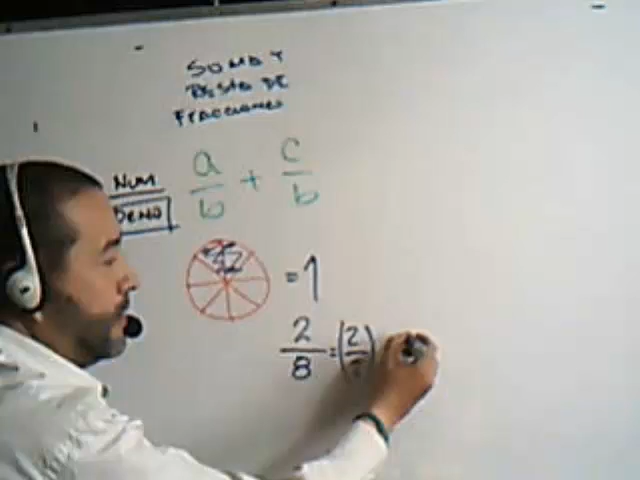 SUMA Y
RESTA DE
FRACCIONES
NUM
DENO
a/b + c/b
= 1
2/8 = (2/